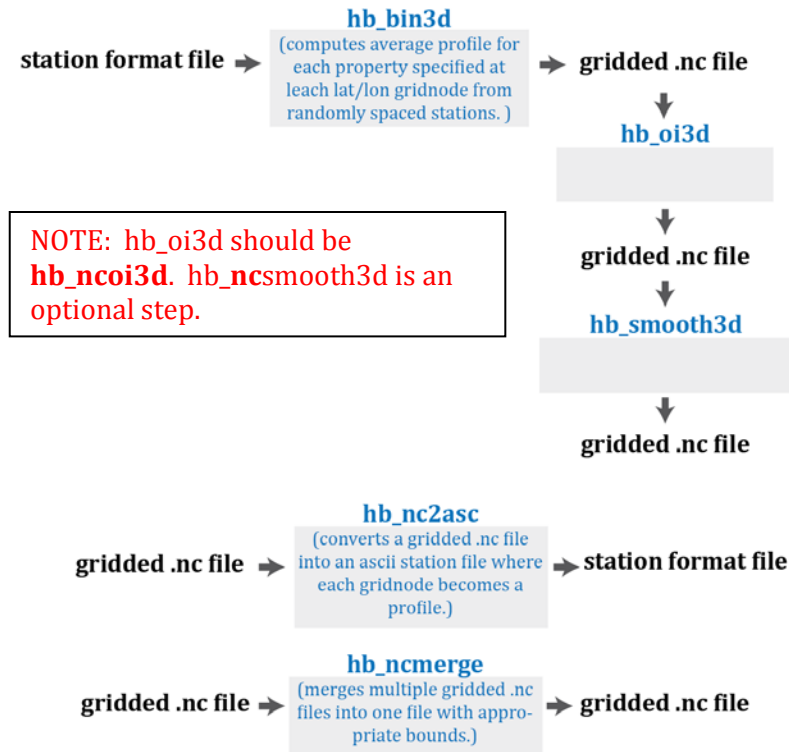 hb_bin3d
station format file
(computes average profile for
each property specified at
leach lat/lon gridnode from
randomly spaced stations. )
gridded .nc file
hb_oi3d
NOTE: hb_oi3d should be
hb_ncoi3d. hb_ncsmooth3d is an
optional step.
gridded .nc file
hb_smooth3d
gridded .nc file
hb_nc2asc
gridded .nc file
(converts a gridded .nc file
into an ascii station file where
each gridnode becomes a
profile.)
station format file
hb_ncmerge
gridded .nc file
(merges multiple gridded .nc
files into one file with appro-
priate bounds.)
gridded .nc file